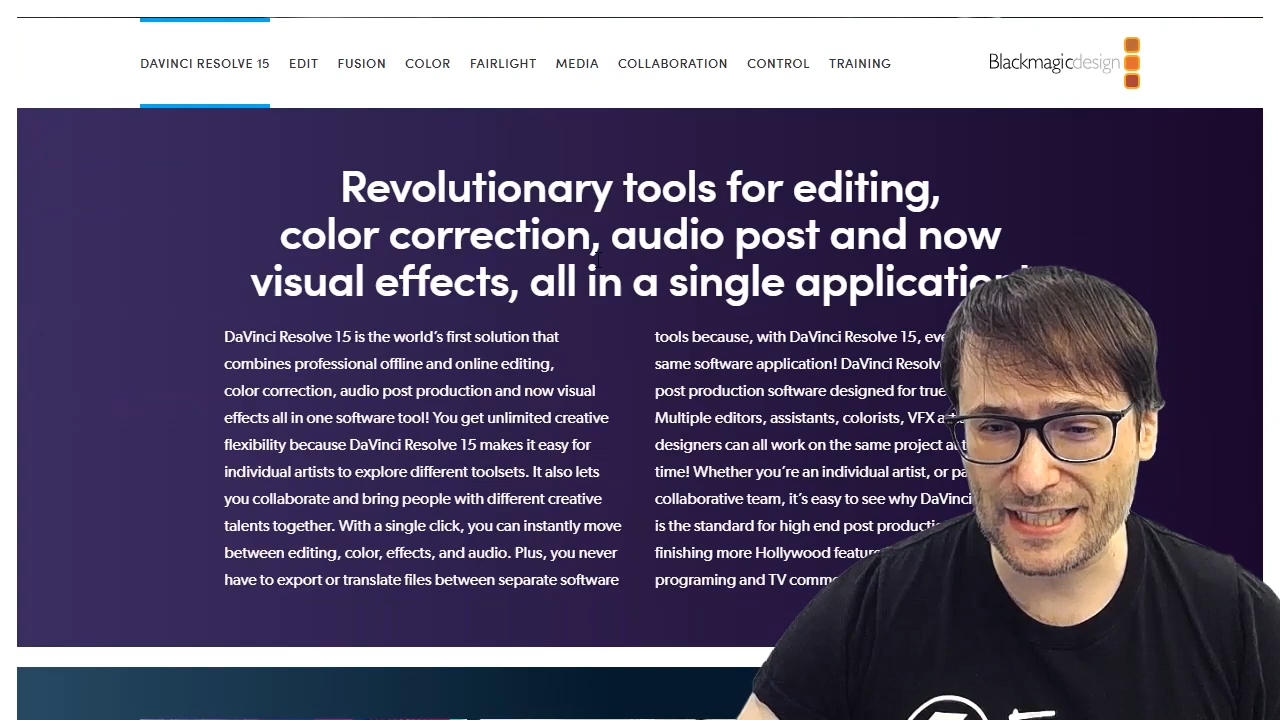 DAVINCI RESOLVE 15 EDIT FUSION COLOR FAIRLIGHT MEDIA COLLABORATION CONTROL TRAINING
Blackmagicdesign
Revolutionary tools for editing,
color correction, audio post and now
visual effects, all in a single application!
DaVinci Resolve 15 is the world’s first solution that
combines professional offline and online editing,
color correction, audio post production and now visual
effects all in one software tool! You get unlimited creative
flexibility because DaVinci Resolve 15 makes it easy for
individual artists to explore different toolsets. It also lets
you collaborate and bring people with different creative
talents together. With a single click, you can instantly move
between editing, color, effects, and audio. Plus, you never
have to export or translate files between separate software
tools because, with DaVinci Resolve 15,
same software application! DaVinci
post production software designed for true
Multiple editors, assistants, colorists, VFX
designers can all work on the same project
time! Whether you’re an individual artist, or
collaborative team, it’s easy to see why DaVinci
is the standard for high end post
finishing more Hollywood
programing and TV